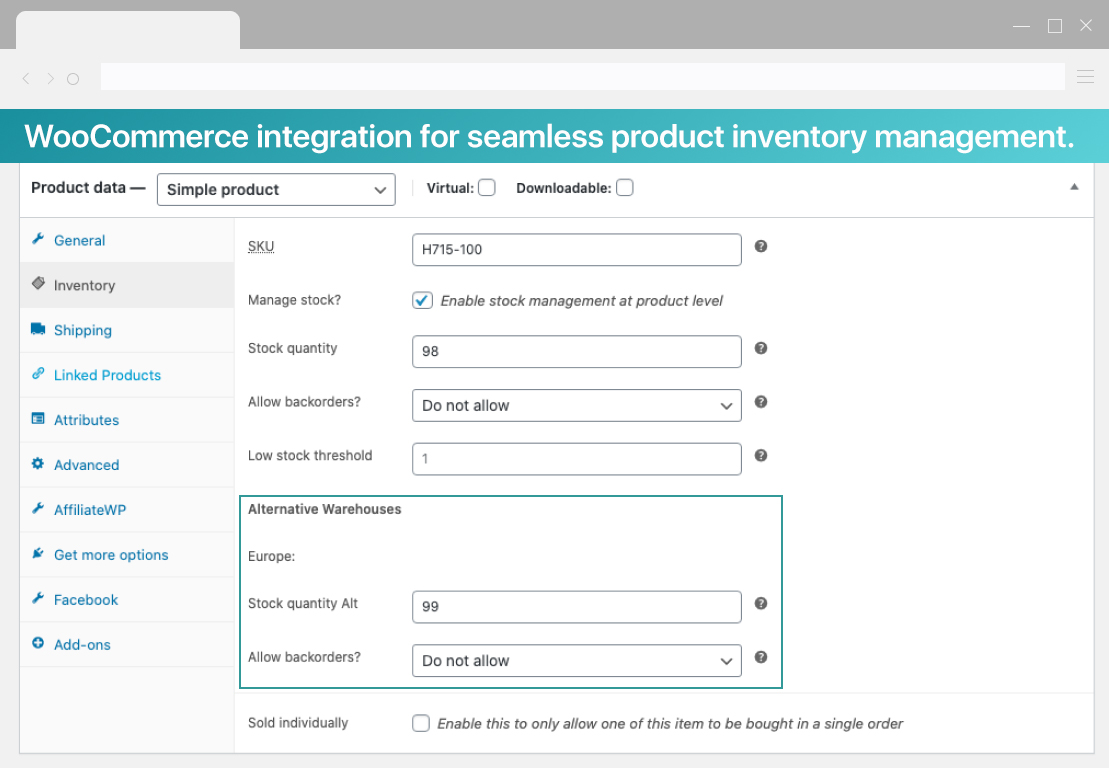 WooCommerce integration for seamless product inventory management.
Product data — Simple product Virtual: Downloadable:
General
Inventory
Shipping
Linked Products
Attributes
Advanced
AffiliateWP
Get more options
Facebook
Add-ons
SKU H715-100
Manage stock? Enable stock management at product level
Stock quantity 98
Allow backorders? Do not allow
Low stock threshold 1
Alternative Warehouses
Europe:
Stock quantity Alt 99
Allow backorders? Do not allow
Sold individually Enable this to only allow one of this item to be bought in a single order